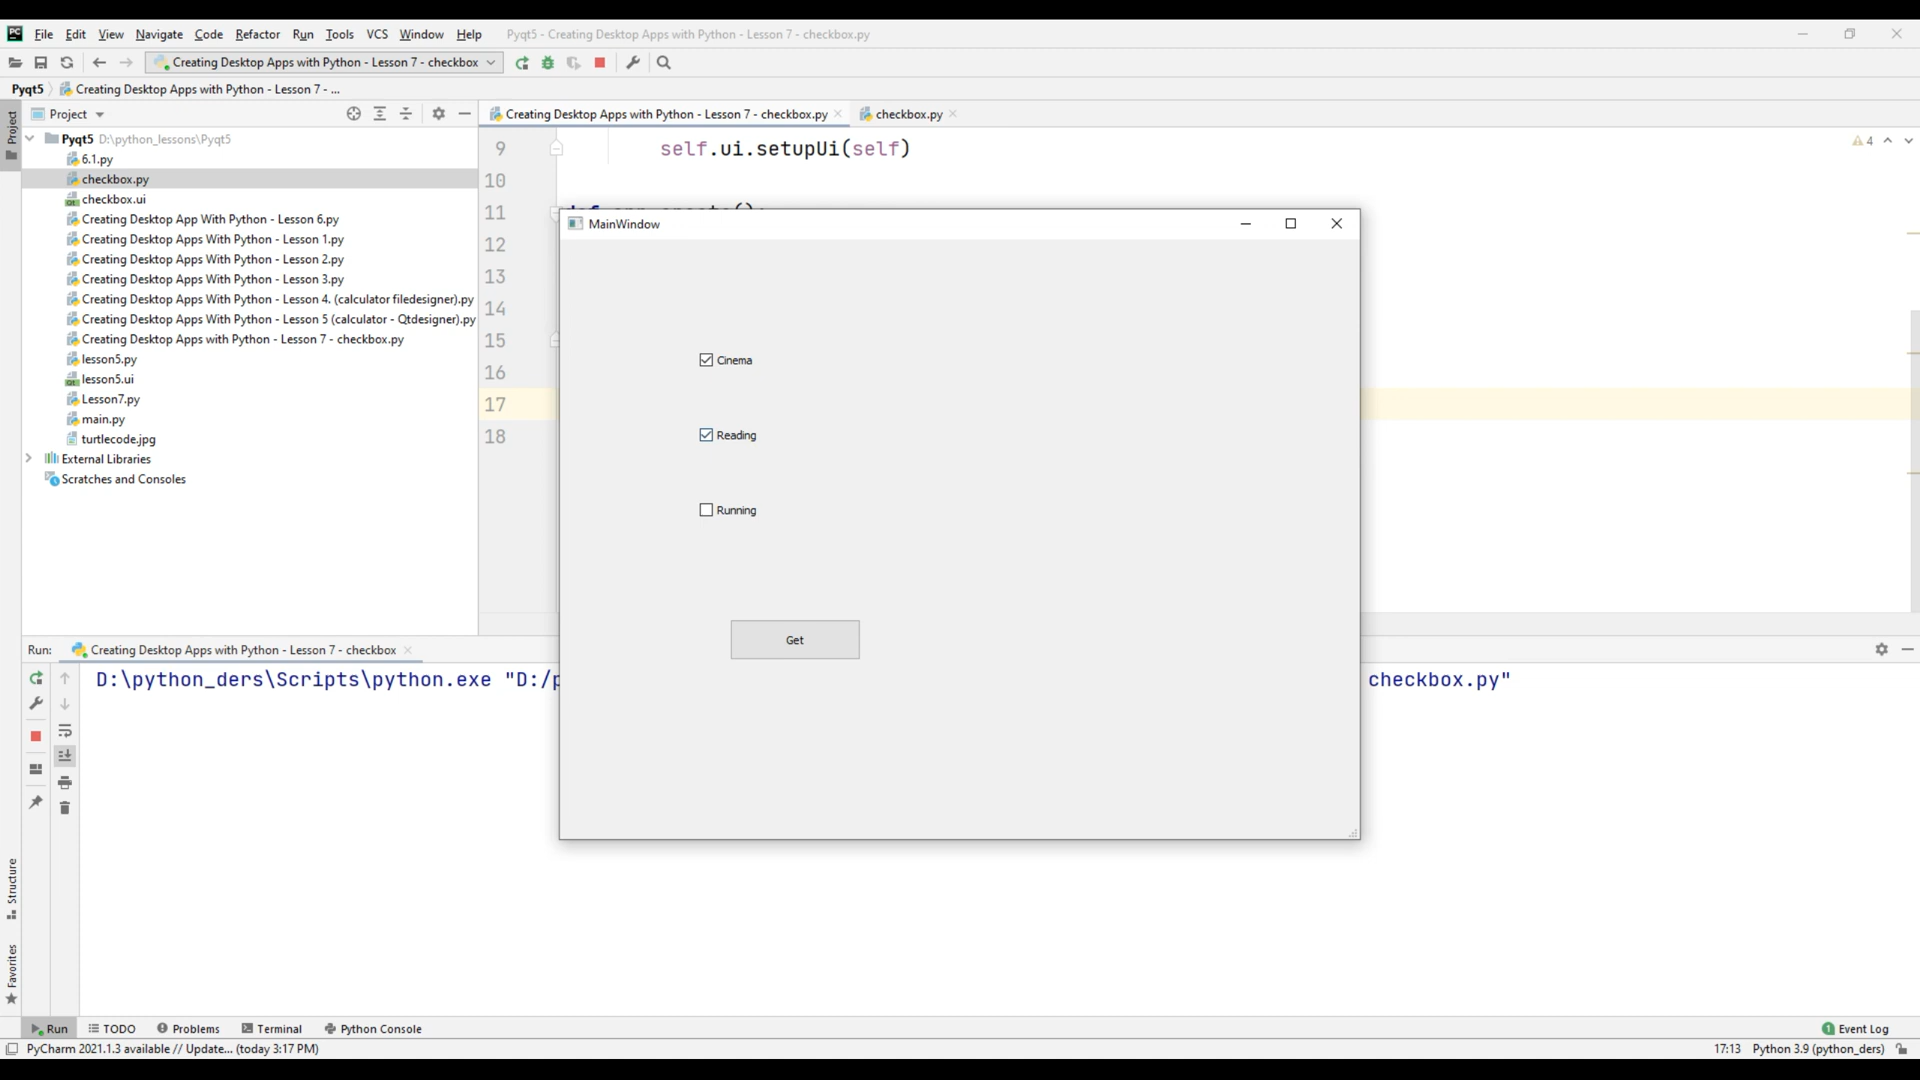 PC File Edit View Navigate Code Refactor Run Tools VCS Window Help Pyqt5 - Creating Desktop Apps with Python - Lesson 7 - checkbox.py
Creating Desktop Apps with Python - Lesson 7 - checkbox
Pyqt5 Creating Desktop Apps with Python - Lesson 7 - ...
Project
Project
Creating Desktop Apps with Python - Lesson 7 - checkbox.py
checkbox.py
Pyqt5 D:\python_lessons\Pyqt5
6.1.py
checkbox.py
checkbox.ui
Creating Desktop App With Python - Lesson 6.py
Creating Desktop Apps With Python - Lesson 1.py
Creating Desktop Apps With Python - Lesson 2.py
Creating Desktop Apps With Python - Lesson 3.py
Creating Desktop Apps With Python - Lesson 4. (calculator filedesigner).py
Creating Desktop Apps With Python - Lesson 5 (calculator - Qtdesigner).py
Creating Desktop Apps with Python - Lesson 7 - checkbox.py
lesson5.py
lesson5.ui
Lesson7.py
main.py
turtlecode.jpg
External Libraries
Scratches and Consoles
9 self.ui.setupUi(self)
4
10
11
12
13
14
15
16
17
18
MainWindow
Cinema
Reading
Running
Get
Run: Creating Desktop Apps with Python - Lesson 7 - checkbox
D:\python_ders\Scripts\python.exe "D:/p
checkbox.py"
Structure
Favorites
Run TODO Problems Terminal Python Console
1 Event Log
PyCharm 2021.1.3 available // Update... (today 3:17 PM)
17:13 Python 3.9 (python_ders)